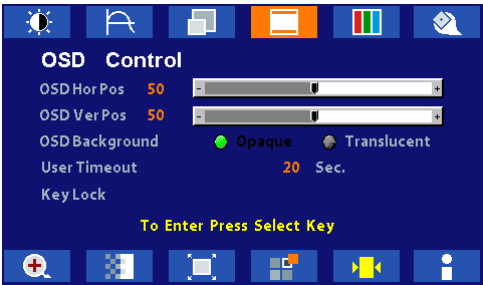 OSD Control
OSD Hor Pos 50 - +
OSD Ver Pos 50 - +
OSD Background Opaque Translucent
User Timeout 20 Sec.
Key Lock
To Enter Press Select Key